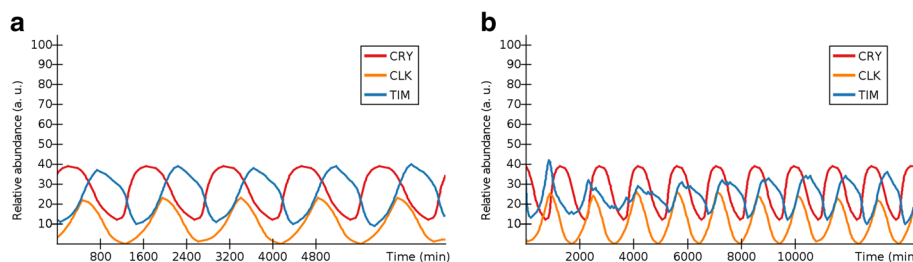 a
Relative abundance (a. u.)
100
90
80
70
60
50
40
30
20
10
CRY
CLK
TIM
800 1600 2400 3200 4000 4800 Time (min)
b
Relative abundance (a. u.)
100
90
80
70
60
50
40
30
20
10
CRY
CLK
TIM
2000 4000 6000 8000 10000 Time (min)